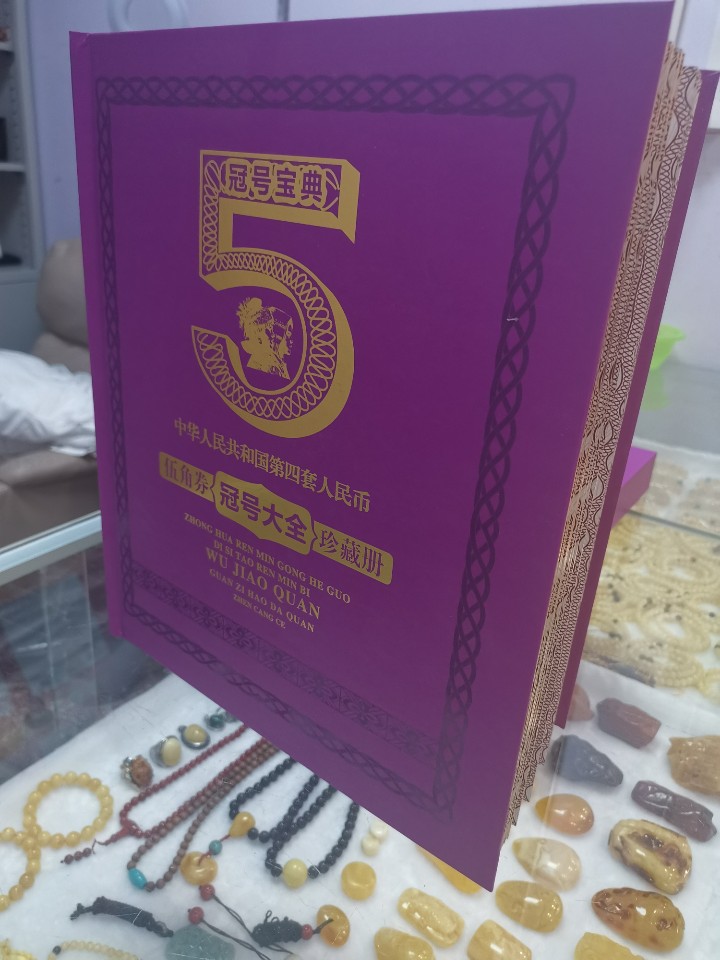 冠号宝典
5
中华人民共和国第四套人民币
伍角券 冠号大全 珍藏册
ZHONG HUA REN MIN GONG HE GUO
DI SI TAO REN MIN BI
WU JIAO QUAN
GUAN ZI HAO DA QUAN
ZHEN CANG CE